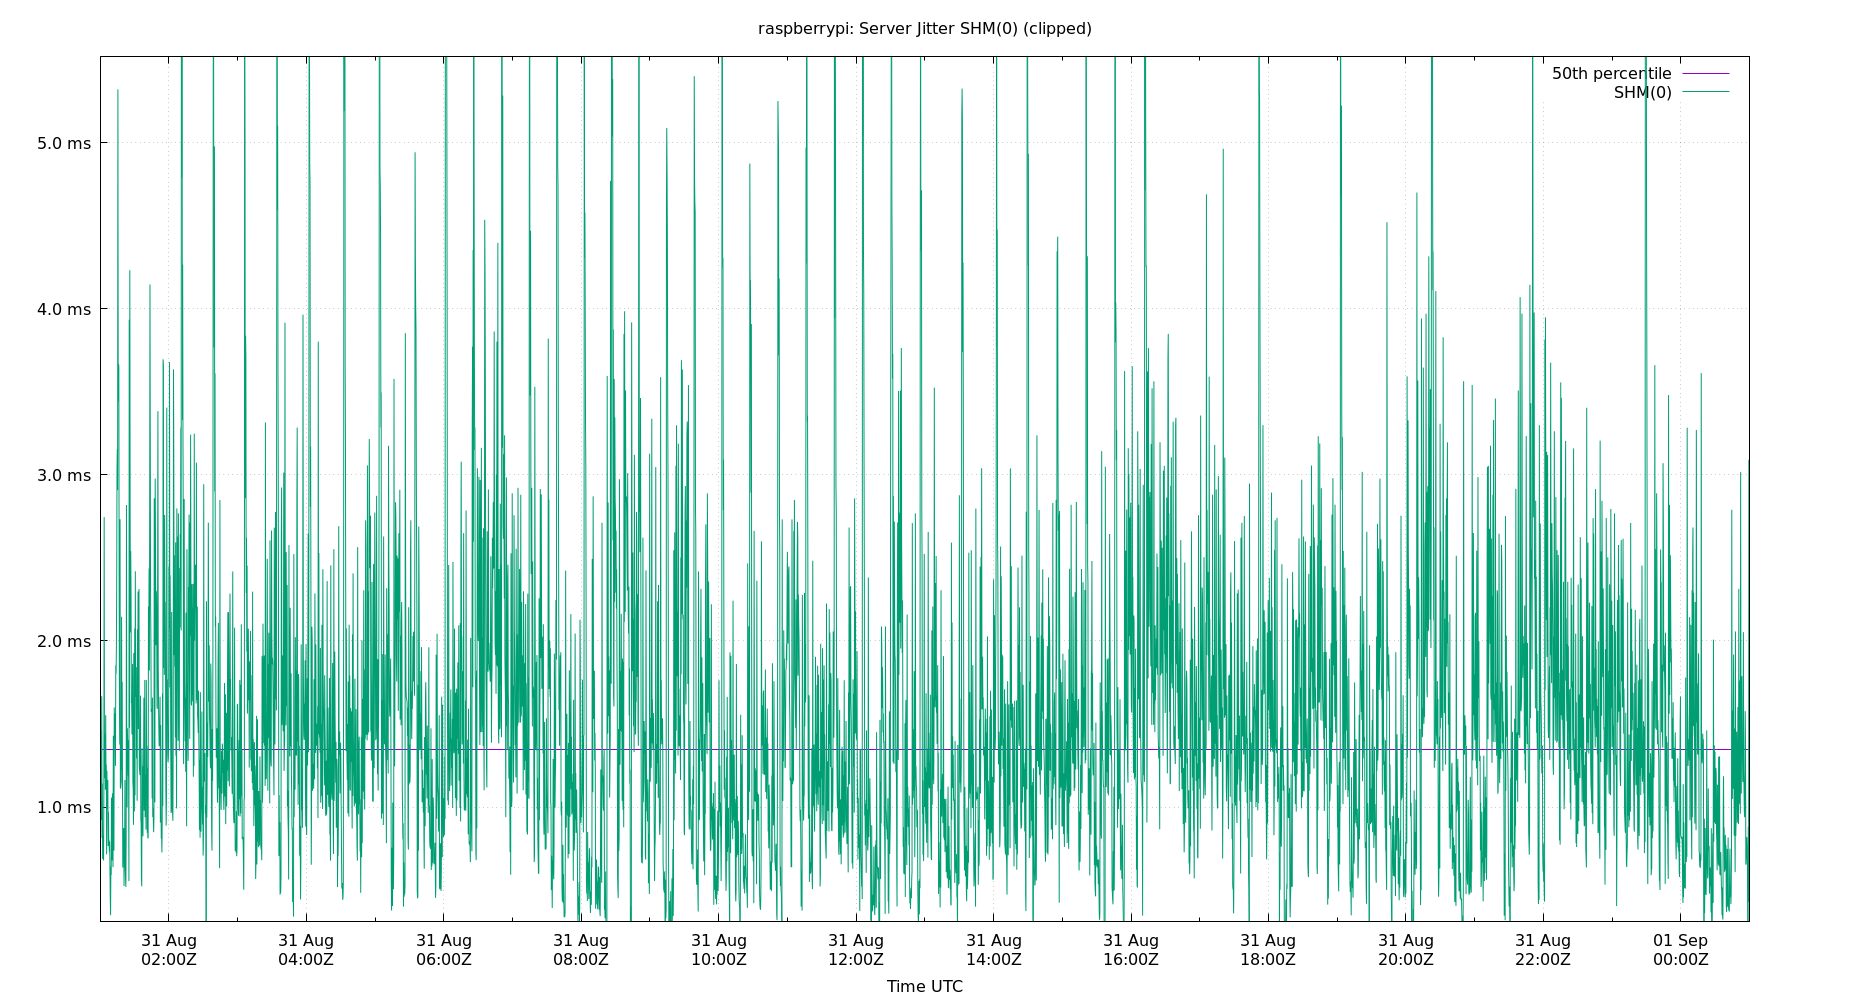 raspberrypi: Server Jitter SHM(0) (clipped)
50th percentile
SHM(0)
5.0 ms
4.0 ms
3.0 ms
2.0 ms
1.0 ms
31 Aug 31 Aug 31 Aug 31 Aug 31 Aug 31 Aug 31 Aug 31 Aug 31 Aug 31 Aug 31 Aug 01 Sep
02:00Z 04:00Z 06:00Z 08:00Z 10:00Z 12:00Z 14:00Z 16:00Z 18:00Z 20:00Z 22:00Z 00:00Z
Time UTC